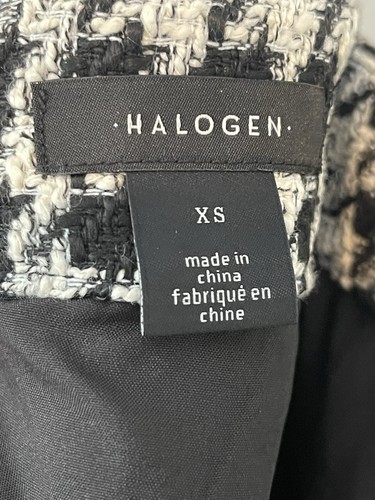 ·HALOGEN·
XS
made in
china
fabriqué en
chine